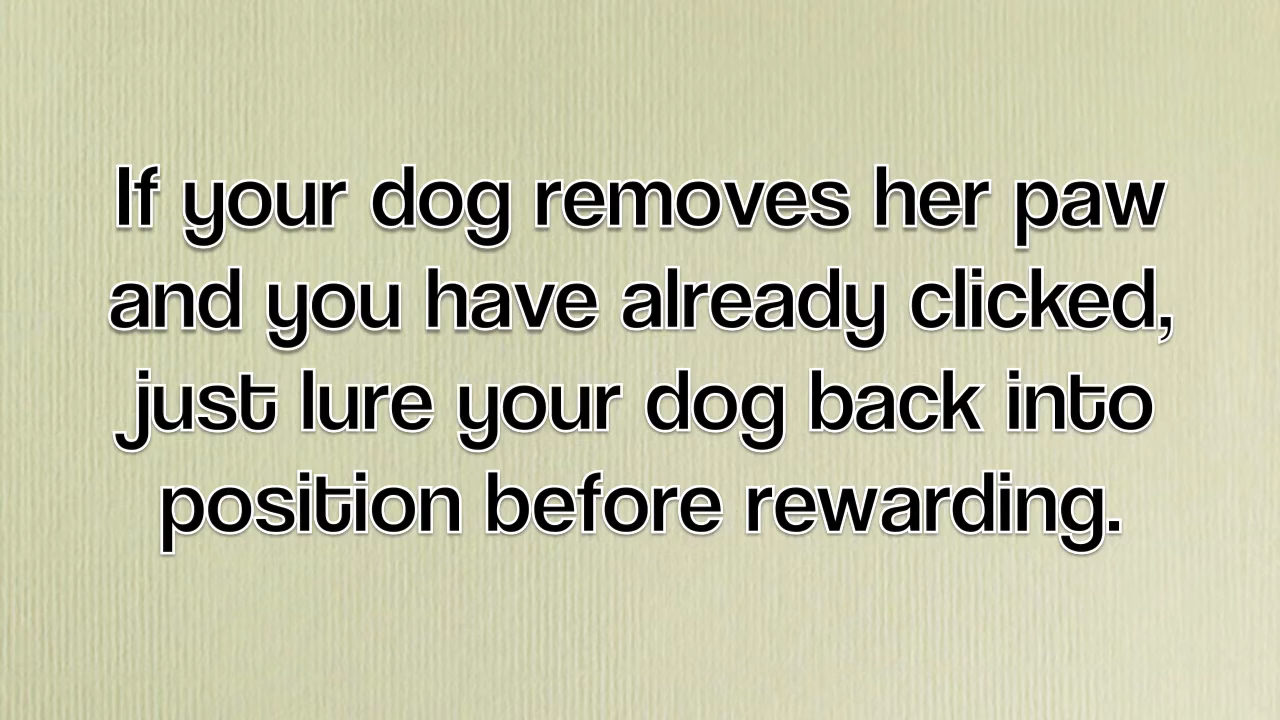 If your dog removes her paw
and you have already clicked,
just lure your dog back into
position before rewarding.